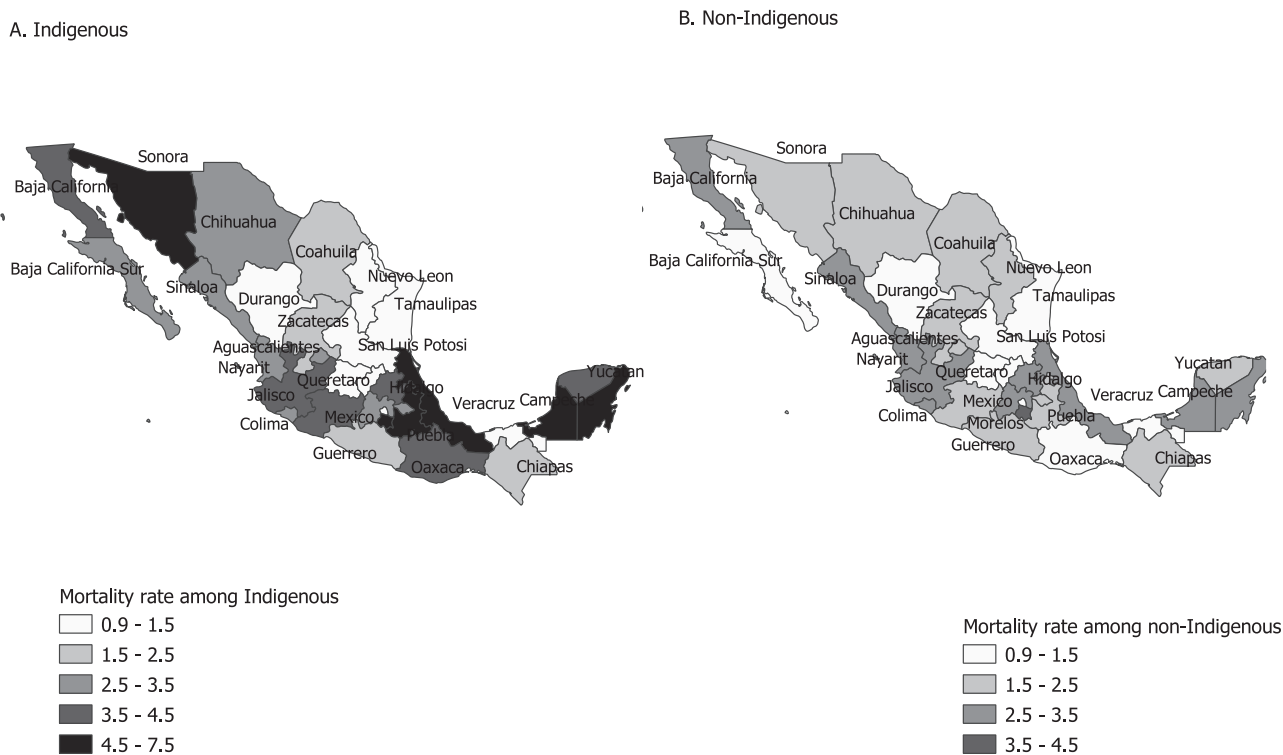 A. Indigenous
Sonora
Baja California
Chihuahua
Coahuila
Baja California Sur
Nuevo Leon
Sinaloa
Durango
Tamaulipas
Zacatecas
San Luis Potosi
Aguascalientes
Nayarit
Queretaro
Hidalgo
Yucatan
Jalisco
Veracruz
Campeche
Colima
Mexico
Puebla
Guerrero
Oaxaca
Chiapas
Mortality rate among Indigenous
0.9 - 1.5
1.5 - 2.5
2.5 - 3.5
3.5 - 4.5
4.5 - 7.5
B. Non-Indigenous
Sonora
Baja California
Chihuahua
Coahuila
Baja California Sur
Nuevo Leon
Sinaloa
Durango
Tamaulipas
Zacatecas
San Luis Potosi
Aguascalientes
Nayarit
Queretaro
Hidalgo
Yucatan
Jalisco
Veracruz
Campeche
Colima
Mexico
Morelos
Puebla
Guerrero
Oaxaca
Chiapas
Mortality rate among non-Indigenous
0.9 - 1.5
1.5 - 2.5
2.5 - 3.5
3.5 - 4.5